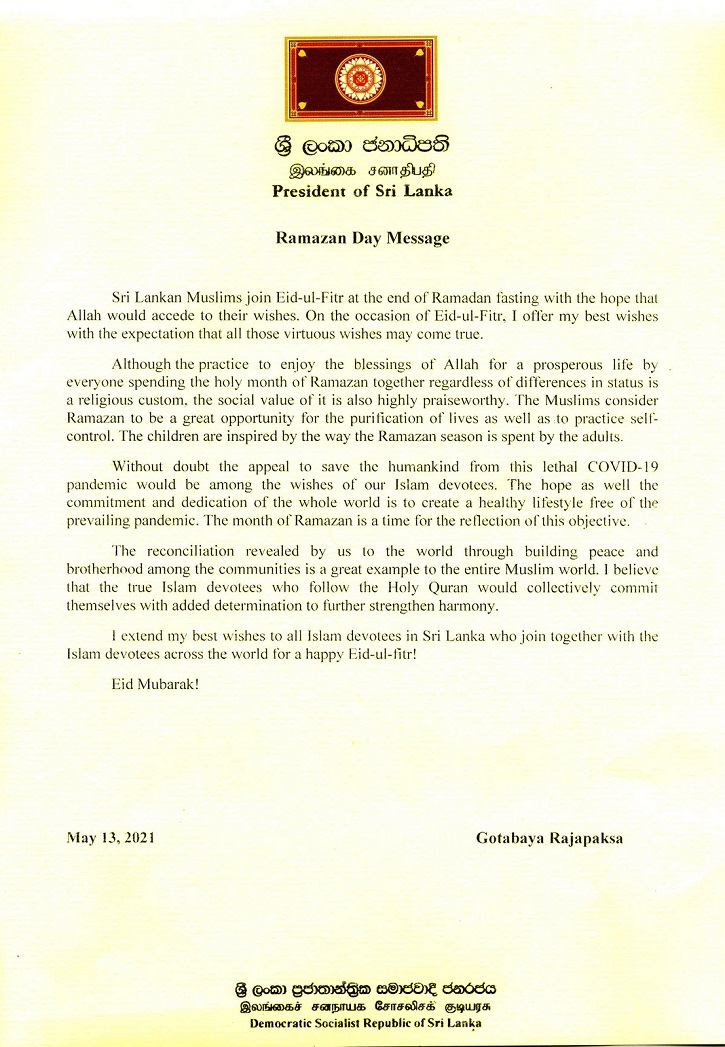 ශ්‍රී ලංකා ජනාධිපති
இலங்கை சனாதிபதி
President of Sri Lanka
Ramazan Day Message
Sri Lankan Muslims join Eid-ul-Fitr at the end of Ramadan fasting with the hope that
Allah would accede to their wishes. On the occasion of Eid-ul-Fitr, I offer my best wishes
with the expectation that all those virtuous wishes may come true.
Although the practice to enjoy the blessings of Allah for a prosperous life by
everyone spending the holy month of Ramazan together regardless of differences in status is
a religious custom, the social value of it is also highly praiseworthy. The Muslims consider
Ramazan to be a great opportunity for the purification of lives as well as to practice self-
control. The children are inspired by the way the Ramazan season is spent by the adults.
Without doubt the appeal to save the humankind from this lethal COVID-19
pandemic would be among the wishes of our Islam devotees. The hope as well the
commitment and dedication of the whole world is to create a healthy lifestyle free of the
prevailing pandemic. The month of Ramazan is a time for the reflection of this objective.
The reconciliation revealed by us to the world through building peace and
brotherhood among the communities is a great example to the entire Muslim world. I believe
that the true Islam devotees who follow the Holy Quran would collectively commit
themselves with added determination to further strengthen harmony.
I extend my best wishes to all Islam devotees in Sri Lanka who join together with the
Islam devotees across the world for a happy Eid-ul-fitr!
Eid Mubarak!
May 13, 2021 Gotabaya Rajapaksa
ශ්‍රී ලංකා ප්‍රජාතාන්ත්‍රික සමාජවාදී ජනරජය
இலங்கைச் சனநாயக சோசலிசக் குடியரசு
Democratic Socialist Republic of Sri Lanka